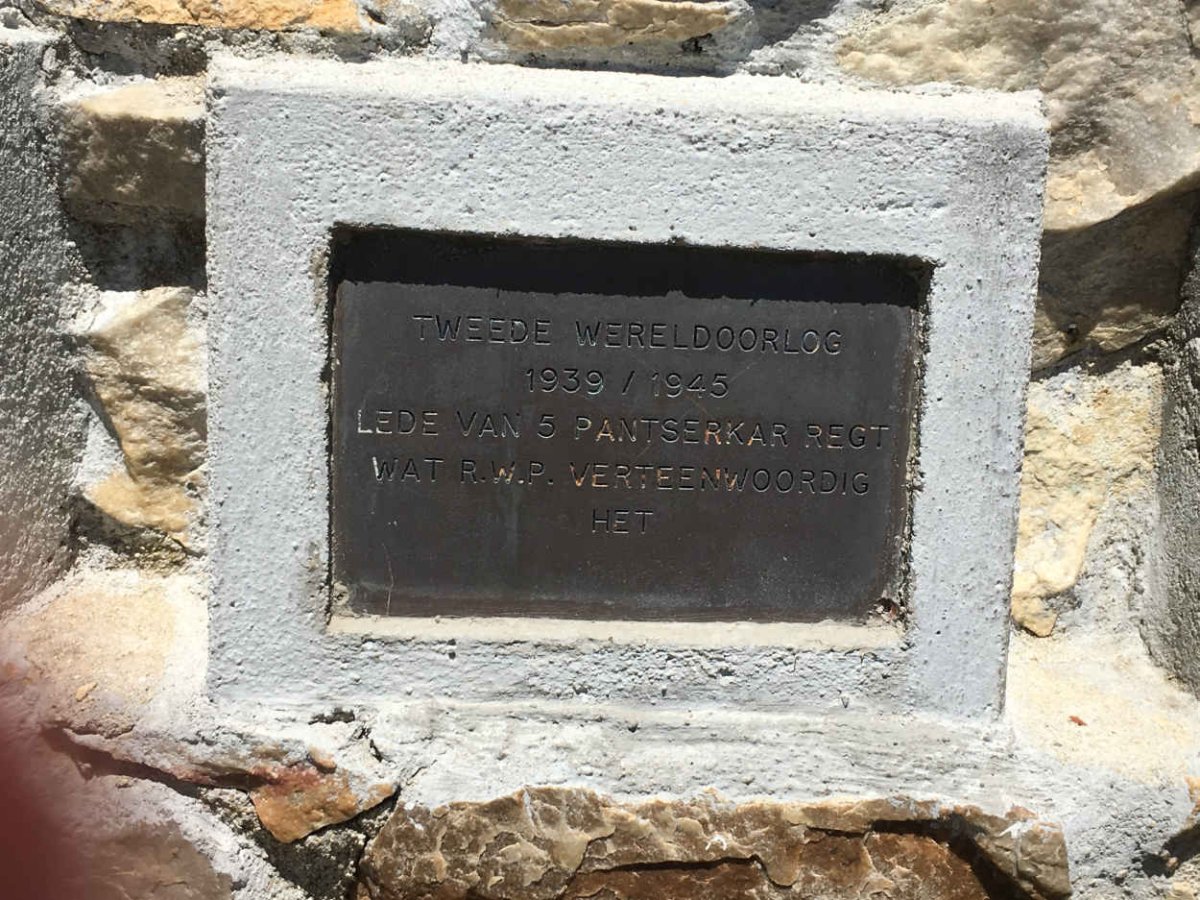 TWEEDE WERELDOORLOG
1939 / 1945
LEDE VAN 5 PANTSERKAR REGT
WAT R.W.P. VERTEENWOORDIG
HET